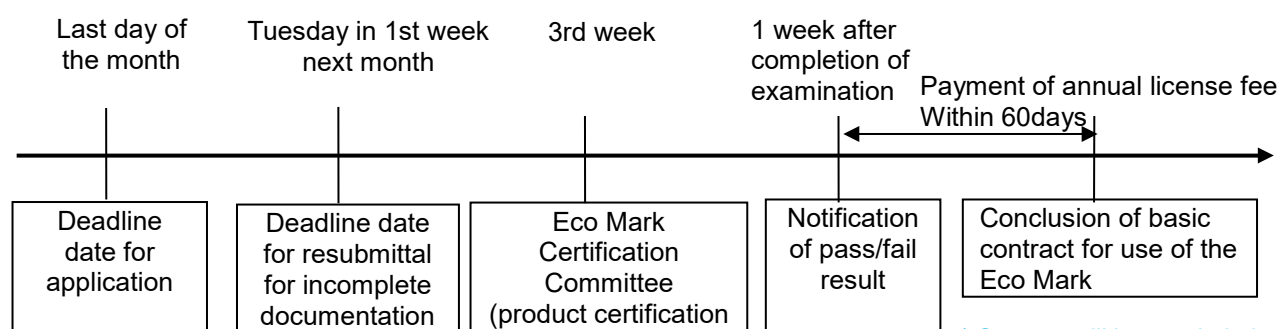 Last day of
the month
Tuesday in 1st week
next month
3rd week
1 week after
completion of
examination
Payment of annual license fee
Within 60days
Deadline
date for
application
Deadline date
for resubmittal
for incomplete
documentation
Eco Mark
Certification
Committee
(product certification
Notification
of pass/fail
result
Conclusion of basic
contract for use of the
Eco Mark